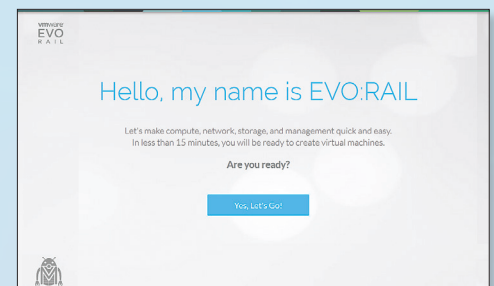 vmware
EVO
RAIL
Hello, my name is EVO:RAIL
Let's make compute, network, storage, and management quick and easy.
In less than 15 minutes, you will be ready to create virtual machines.
Are you ready?
Yes, Let's Go!